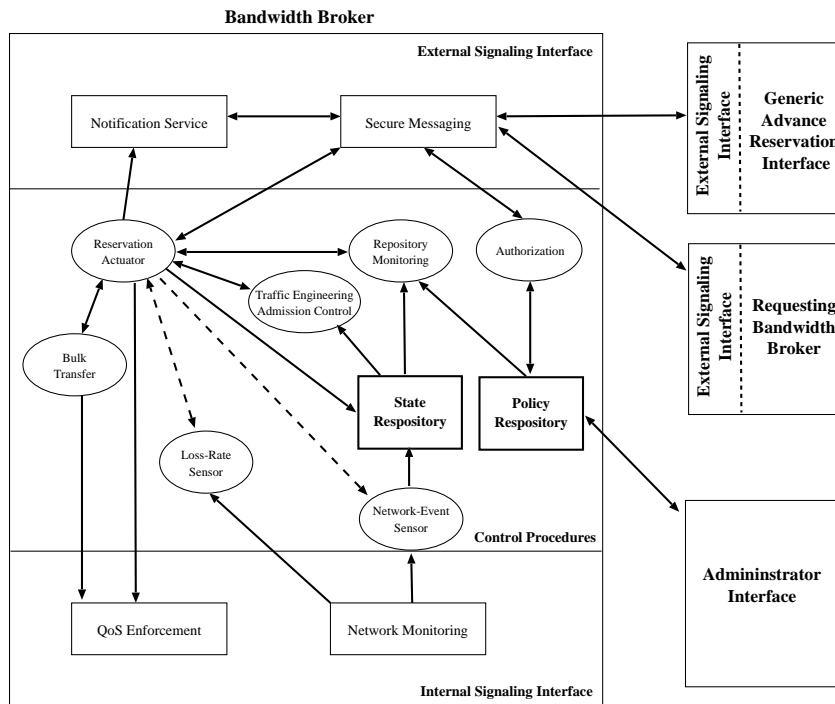 Bandwidth Broker
External Signaling Interface
Notification Service
Secure Messaging
External Signaling
Interface
Generic
Advance
Reservation
Interface
Reservation
Actuator
Repository
Monitoring
Authorization
Traffic Engineering
Admission Control
External Signaling
Interface
Requesting
Bandwidth
Broker
Bulk
Transfer
State
Respository
Policy
Respository
Loss-Rate
Sensor
Network-Event
Sensor
Control Procedures
Admininstrator
Interface
QoS Enforcement
Network Monitoring
Internal Signaling Interface